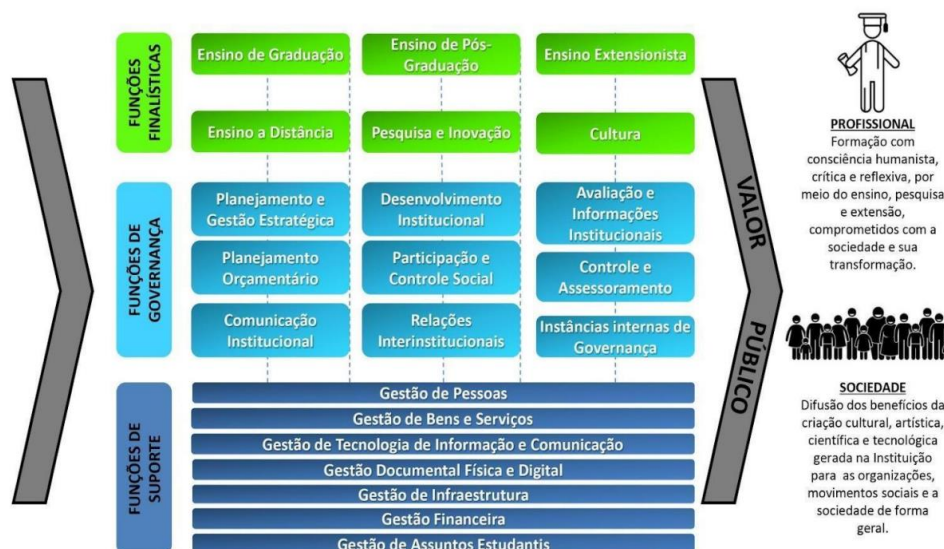 FUNÇÕES
FINALÍSTICAS
Ensino de Graduação
Ensino de Pós-
Graduação
Ensino Extensionista
Ensino a Distância
Pesquisa e Inovação
Cultura
FUNÇÕES DE
GOVERNANÇA
Planejamento e
Gestão Estratégica
Desenvolvimento
Institucional
Avaliação e
Informações
Institucionais
Planejamento
Orçamentário
Participação e
Controle Social
Controle e
Assessoramento
Comunicação
Institucional
Relações
Interinstitucionais
Instâncias internas de
Governança
FUNÇÕES DE
SUPORTE
Gestão de Pessoas
Gestão de Bens e Serviços
Gestão de Tecnologia de Informação e Comunicação
Gestão Documental Física e Digital
Gestão de Infraestrutura
Gestão Financeira
Gestão de Assuntos Estudantis
VALOR
PÚBLICO
PROFISSIONAL
Formação com
consciência humanista,
crítica e reflexiva, por
meio do ensino, pesquisa
e extensão,
comprometidos com a
sociedade e sua
transformação.
SOCIEDADE
Difusão dos benefícios da
criação cultural, artística,
científica e tecnológica
gerada na Instituição
para as organizações,
movimentos sociais e a
sociedade de forma
geral.